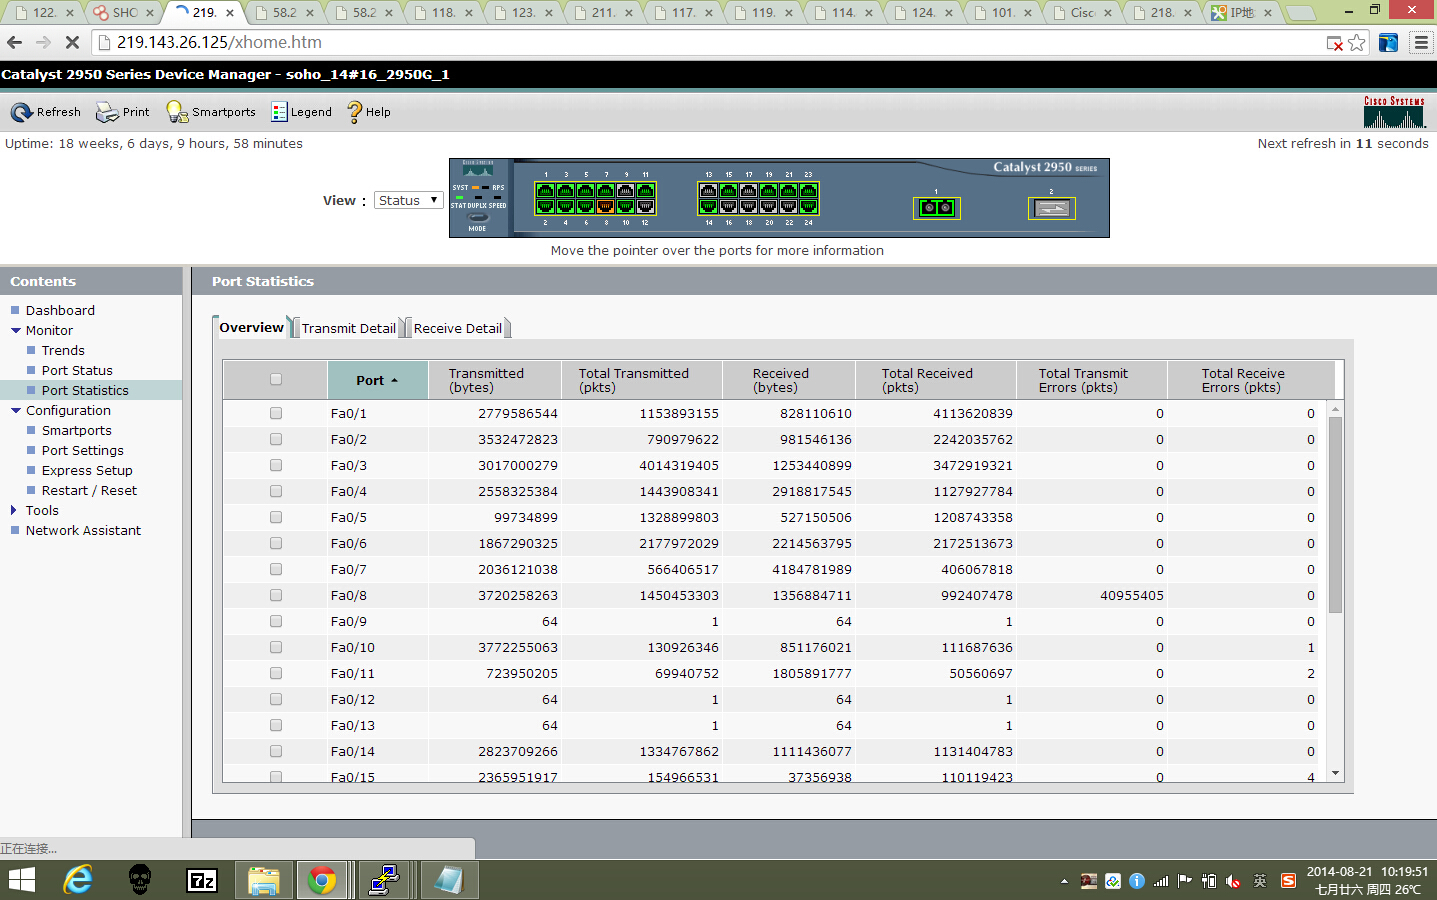 122. SHO 219. 58.2 58.2 118. 123. 211. 117. 119. 114. 124. 101. Cisc 218. IP地
219.143.26.125/xhome.htm
Catalyst 2950 Series Device Manager - soho_14#16_2950G_1
Refresh Print Smartports Legend Help
CISCO SYSTEMS
Uptime: 18 weeks, 6 days, 9 hours, 58 minutes
Next refresh in 11 seconds
View : Status
Catalyst 2950 SERIES
SYST RPS
STAT DUPLX SPEED
MODE
1 3 5 7 9 11 13 15 17 19 21 23 1 2
2 4 6 8 10 12 14 16 18 20 22 24
Move the pointer over the ports for more information
Contents
Dashboard
Monitor
Trends
Port Status
Port Statistics
Configuration
Smartports
Port Settings
Express Setup
Restart / Reset
Tools
Network Assistant
Port Statistics
Overview Transmit Detail Receive Detail
Port Transmitted (bytes) Total Transmitted (pkts) Received (bytes) Total Received (pkts) Total Transmit Errors (pkts) Total Receive Errors (pkts)
Fa0/1 2779586544 1153893155 828110610 4113620839 0 0
Fa0/2 3532472823 790979622 981546136 2242035762 0 0
Fa0/3 3017000279 4014319405 1253440899 3472919321 0 0
Fa0/4 2558325384 1443908341 2918817545 1127927784 0 0
Fa0/5 99734899 1328899803 527150506 1208743358 0 0
Fa0/6 1867290325 2177972029 2214563795 2172513673 0 0
Fa0/7 2036121038 566406517 4184781989 406067818 0 0
Fa0/8 3720258263 1450453303 1356884711 992407478 40955405 0
Fa0/9 64 1 64 1 0 0
Fa0/10 3772255063 130926346 851176021 111687636 0 1
Fa0/11 723950205 69940752 1805891777 50560697 0 2
Fa0/12 64 1 64 1 0 0
Fa0/13 64 1 64 1 0 0
Fa0/14 2823709266 1334767862 1111436077 1131404783 0 0
Fa0/15 2365951917 154966531 37356938 110119423 0 4
正在连接...
7z
英
2014-08-21 10:19:51
七月廿六 周四 26℃